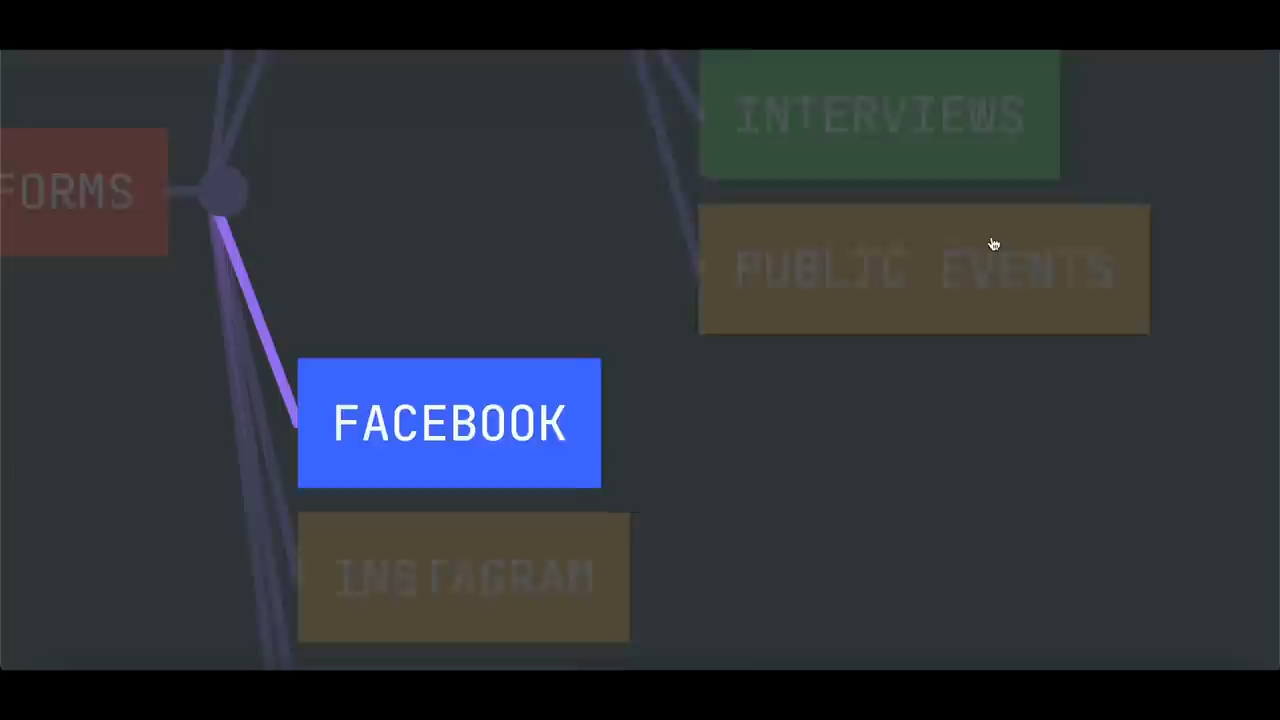 INTERVIEWS
FORMS
PUBLIC EVENTS
FACEBOOK
INSTAGRAM